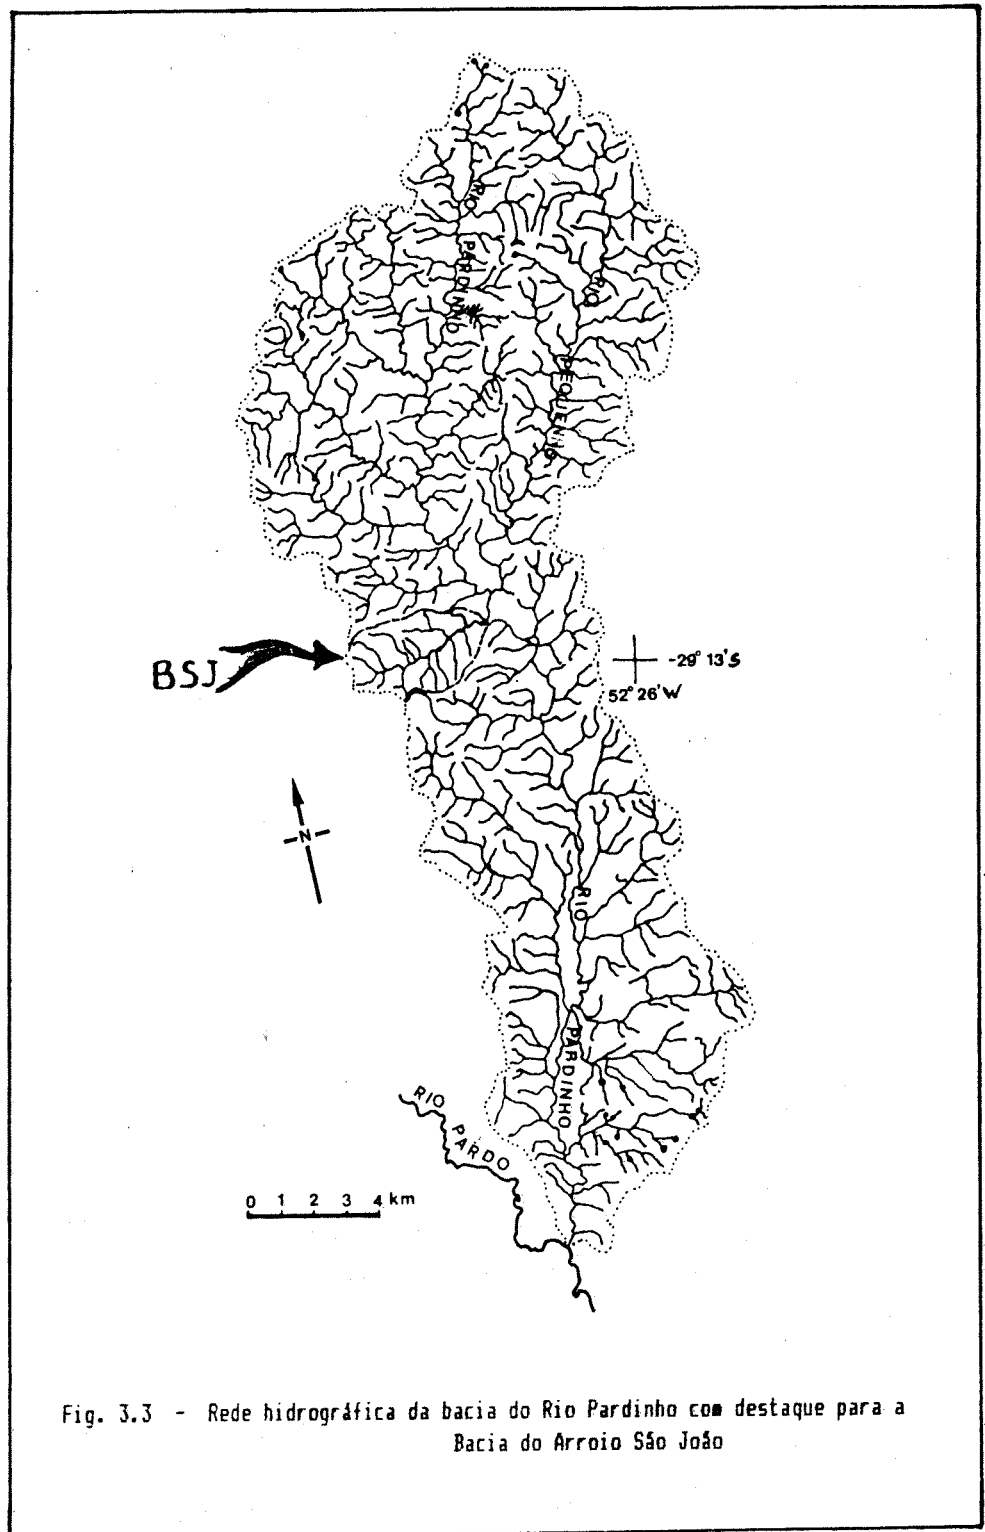 RIO
PARDINHO
RIO
PEQUENHO
BSJ
-29° 13'S
52° 26'W
-N-
RIO
PARDINHO
RIO
PARDO
0 1 2 3 4 km
Fig. 3.3 - Rede hidrográfica da bacia do Rio Pardinho com destaque para a
Bacia do Arroio São João